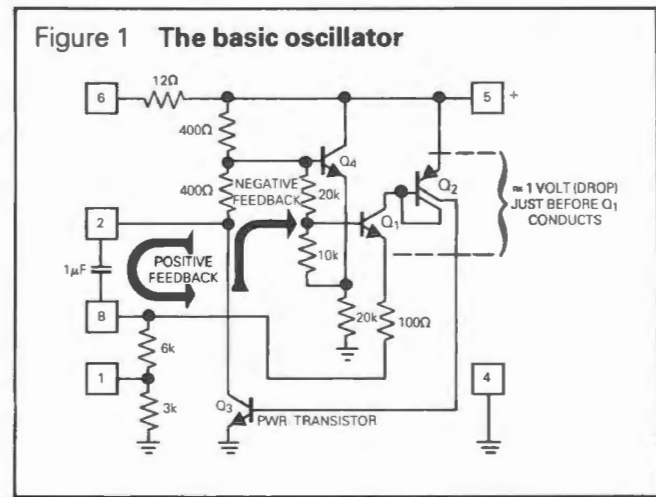 Figure 1 The basic oscillator
12Ω
6
5 +
400Ω
Q4
400Ω
NEGATIVE
FEEDBACK
20k
Q2
≈ 1 VOLT (DROP)
JUST BEFORE Q1
CONDUCTS
2
Q1
1µF
POSITIVE
FEEDBACK
10k
8
20k
100Ω
6k
1
4
3k
Q3
PWR TRANSISTOR